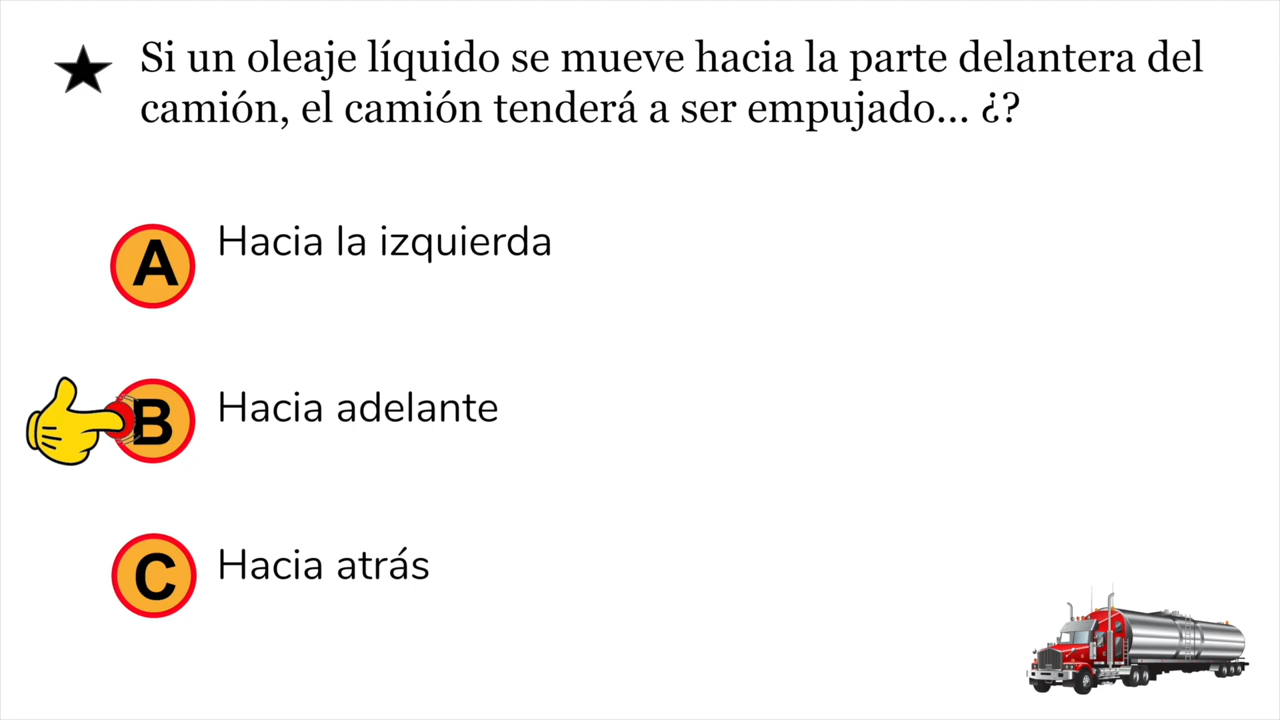 Si un oleaje líquido se mueve hacia la parte delantera del
camión, el camión tenderá a ser empujado... ¿?
A Hacia la izquierda
B Hacia adelante
C Hacia atrás